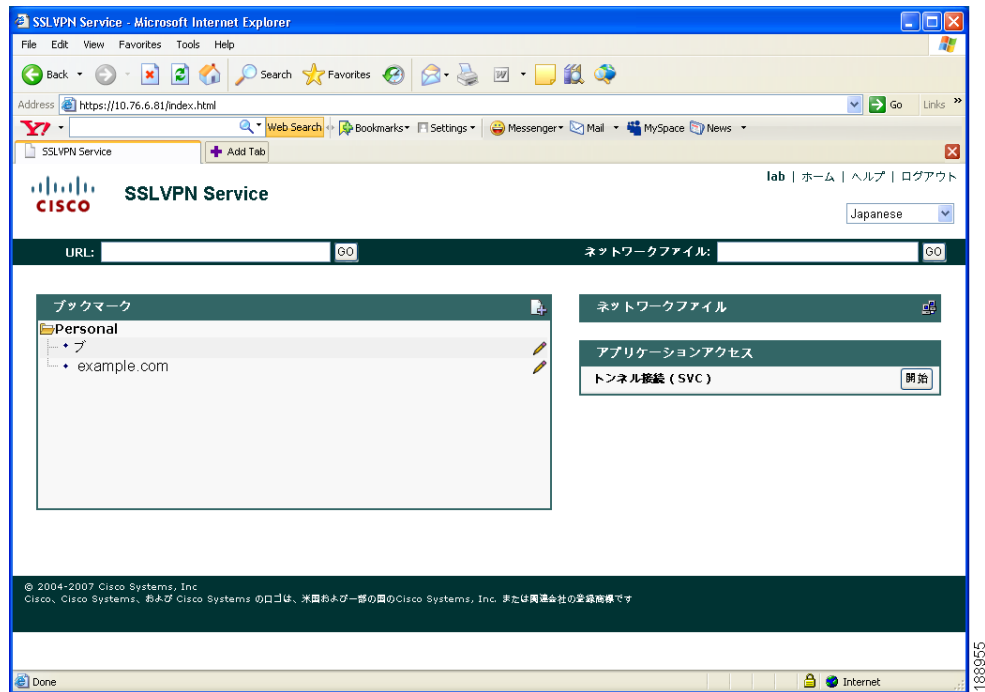 SSLVPN Service - Microsoft Internet Explorer
File Edit View Favorites Tools Help
Back Search Favorites
Address https://10.76.6.81/index.html Go Links »
Y! Web Search Bookmarks Settings Messenger Mail MySpace News
SSLVPN Service Add Tab
lab | ホーム | ヘルプ | ログアウト
CISCO SSLVPN Service
Japanese
URL: GO ネットワークファイル: GO
ブックマーク
Personal
ブ
example.com
ネットワークファイル
アプリケーションアクセス
トンネル接続 ( SVC ) 開始
© 2004-2007 Cisco Systems, Inc
Cisco、Cisco Systems、および Cisco Systems のロゴは、米国および一部の国のCisco Systems, Inc. または関連会社の登録商標です
Done Internet
188955